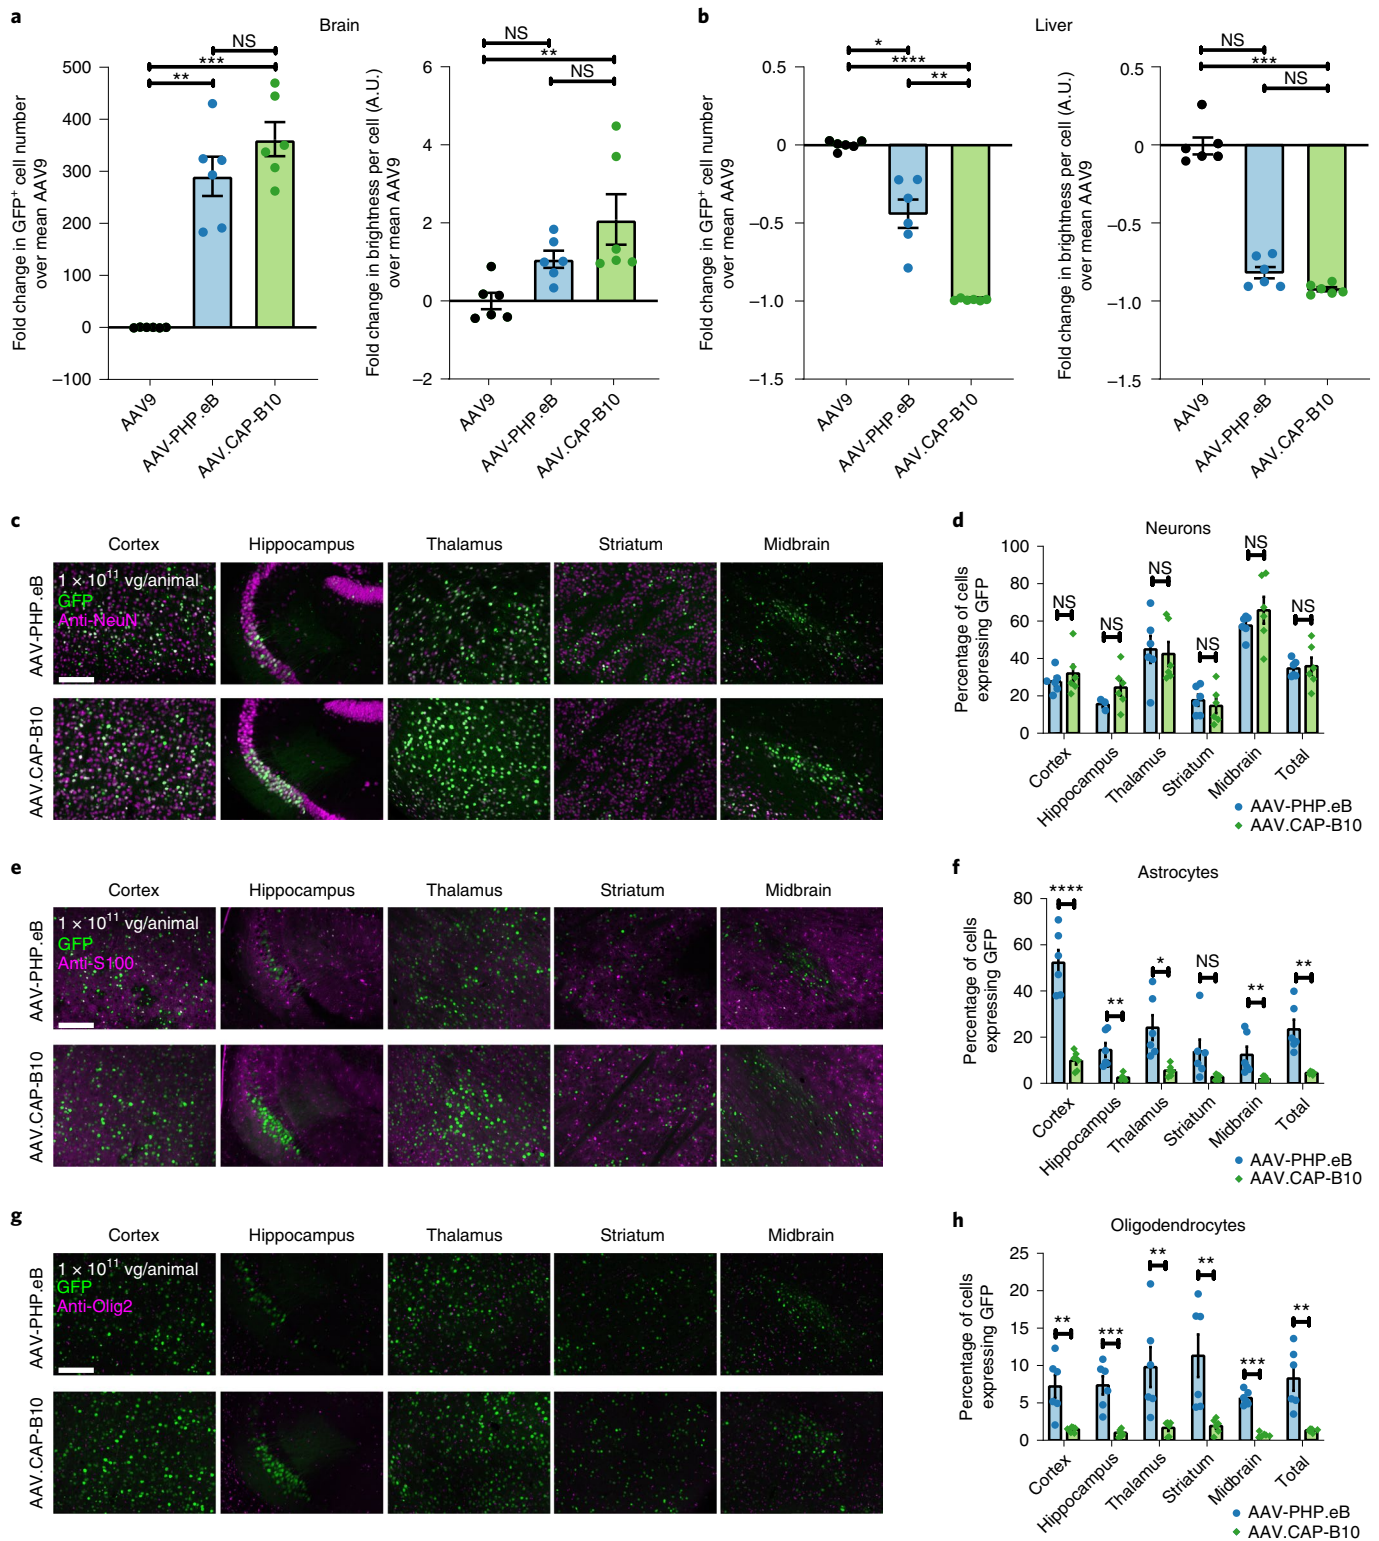 a
Brain
NS
***
**
500
400
300
200
100
0
–100
Fold change in GFP+ cell number
over mean AAV9
AAV9
AAV-PHP.eB
AAV.CAP-B10
NS
**
NS
6
4
2
0
–2
Fold change in brightness per cell (A.U.)
over mean AAV9
AAV9
AAV-PHP.eB
AAV.CAP-B10
b
Liver
*
****
**
0.5
0
–0.5
–1.0
–1.5
Fold change in GFP+ cell number
over mean AAV9
AAV9
AAV-PHP.eB
AAV.CAP-B10
NS
***
NS
0.5
0
–0.5
–1.0
–1.5
Fold change in brightness per cell (A.U.)
over mean AAV9
AAV9
AAV-PHP.eB
AAV.CAP-B10
c
Cortex
Hippocampus
Thalamus
Striatum
Midbrain
AAV-PHP.eB
1 × 10¹¹ vg/animal
GFP
Anti-NeuN
AAV.CAP-B10
d
Neurons
100
80
60
40
20
0
Percentage of cells
expressing GFP
NS
NS
NS
NS
NS
NS
Cortex
Hippocampus
Thalamus
Striatum
Midbrain
Total
AAV-PHP.eB
AAV.CAP-B10
e
Cortex
Hippocampus
Thalamus
Striatum
Midbrain
AAV-PHP.eB
1 × 10¹¹ vg/animal
GFP
Anti-S100
AAV.CAP-B10
f
Astrocytes
80
60
40
20
0
Percentage of cells
expressing GFP
****
**
*
NS
**
**
Cortex
Hippocampus
Thalamus
Striatum
Midbrain
Total
AAV-PHP.eB
AAV.CAP-B10
g
Cortex
Hippocampus
Thalamus
Striatum
Midbrain
AAV-PHP.eB
1 × 10¹¹ vg/animal
GFP
Anti-Olig2
AAV.CAP-B10
h
Oligodendrocytes
25
20
15
10
5
0
Percentage of cells
expressing GFP
**
***
**
**
***
**
Cortex
Hippocampus
Thalamus
Striatum
Midbrain
Total
AAV-PHP.eB
AAV.CAP-B10